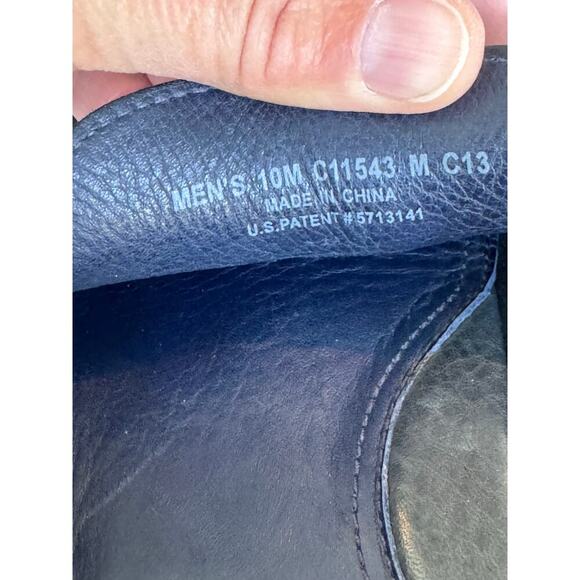 MEN'S 10M C11543 M C13
MADE IN CHINA
U.S.PATENT#5713141